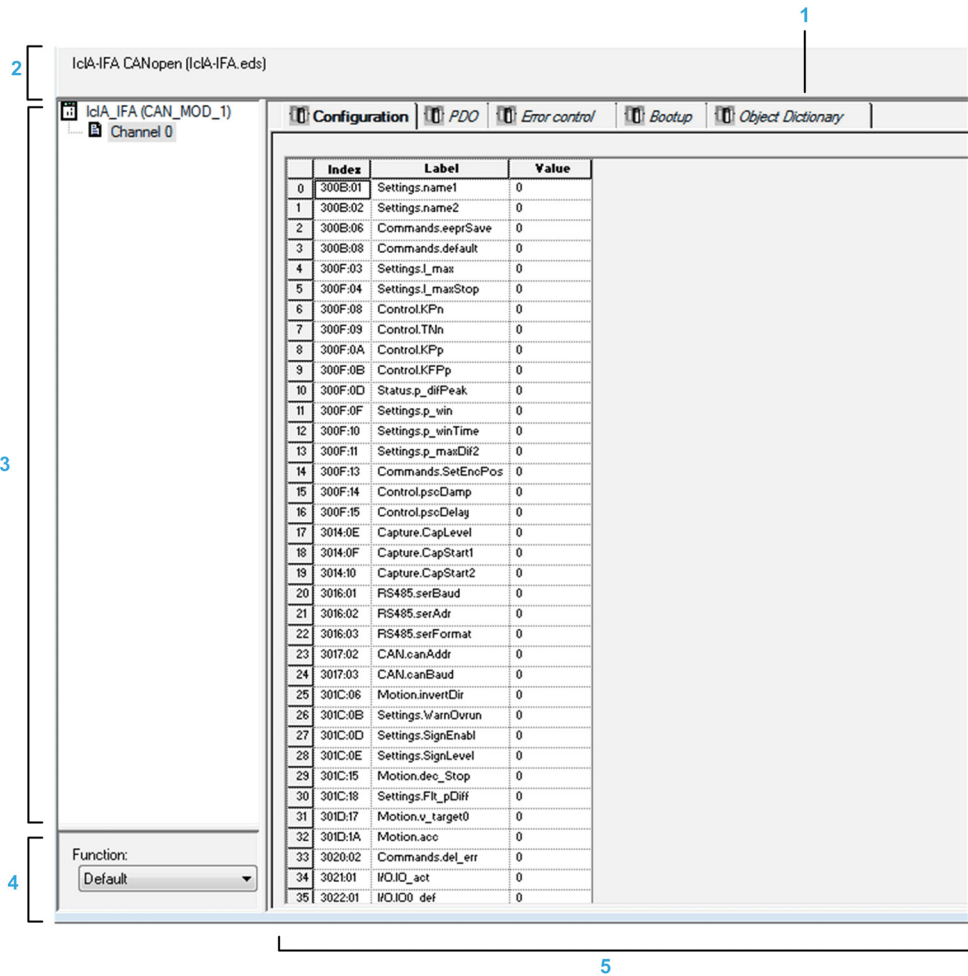 1
2
IclA-IFA CANopen (IclA-IFA.eds)
IclA_IFA (CAN_MOD_1)
Channel 0
Configuration PDO Error control Bootup Object Dictionary
Index Label Value
0 300B:01 Settings.name1 0
1 300B:02 Settings.name2 0
2 300B:06 Commands.eeprSave 0
3 300B:08 Commands.default 0
4 300F:03 Settings.I_max 0
5 300F:04 Settings.I_maxStop 0
6 300F:08 Control.KPn 0
7 300F:09 Control.TNn 0
8 300F:0A Control.KPp 0
9 300F:0B Control.KFPp 0
10 300F:0D Status.p_difPeak 0
11 300F:0F Settings.p_win 0
12 300F:10 Settings.p_winTime 0
13 300F:11 Settings.p_maxDif2 0
14 300F:13 Commands.SetEncPos 0
15 300F:14 Control.pscDamp 0
16 300F:15 Control.pscDelay 0
17 3014:0E Capture.CapLevel 0
18 3014:0F Capture.CapStart1 0
19 3014:10 Capture.CapStart2 0
20 3016:01 RS485.serBaud 0
21 3016:02 RS485.serAdr 0
22 3016:03 RS485.serFormat 0
23 3017:02 CAN.canAddr 0
24 3017:03 CAN.canBaud 0
25 301C:06 Motion.invertDir 0
26 301C:0B Settings.WarnOvrun 0
27 301C:0D Settings.SignEnabl 0
28 301C:0E Settings.SignLevel 0
29 301C:15 Motion.dec_Stop 0
30 301C:18 Settings.Flt_pDiff 0
31 301D:17 Motion.v_target0 0
32 301D:1A Motion.acc 0
33 3020:02 Commands.del_err 0
34 3021:01 I/O.IO_act 0
35 3022:01 I/O.IO0_def 0
3
Function:
Default
4
5